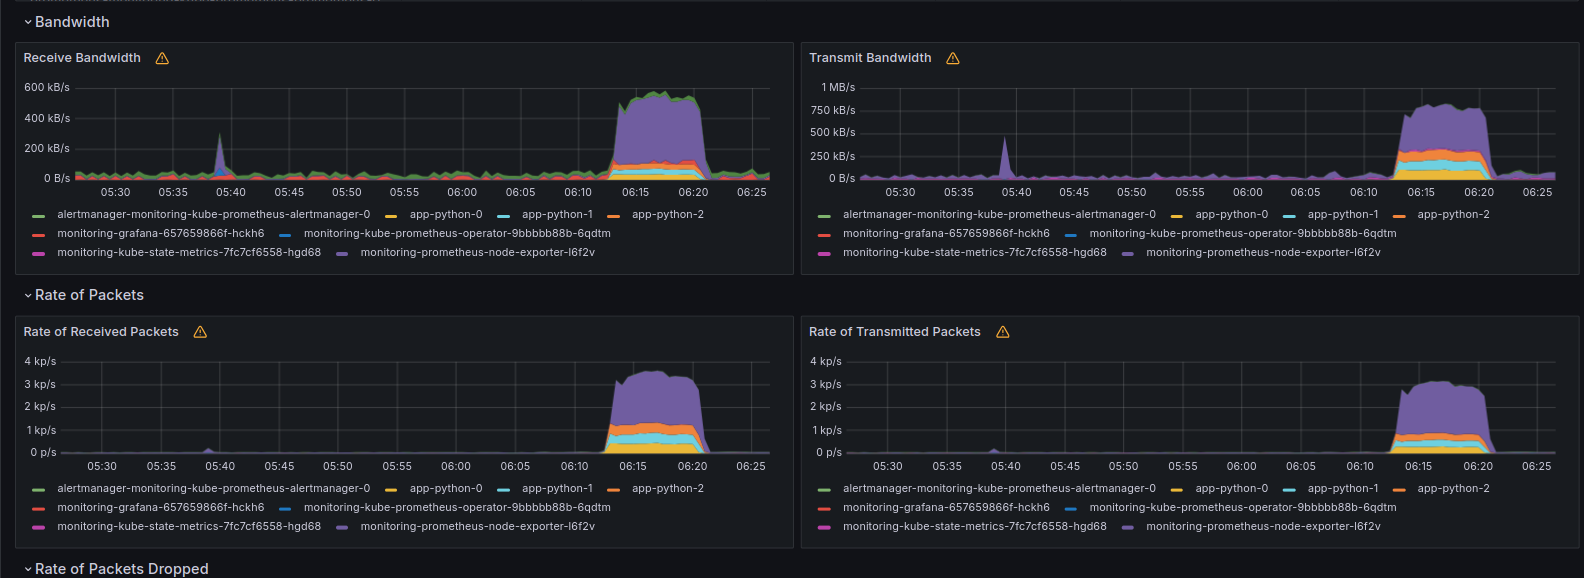 Bandwidth
Receive Bandwidth
600 kB/s
400 kB/s
200 kB/s
0 B/s
05:30 05:35 05:40 05:45 05:50 05:55 06:00 06:05 06:10 06:15 06:20 06:25
alertmanager-monitoring-kube-prometheus-alertmanager-0 app-python-0 app-python-1 app-python-2
monitoring-grafana-657659866f-hckh6 monitoring-kube-prometheus-operator-9bbbbb88b-6qdtm
monitoring-kube-state-metrics-7fc7cf6558-hgd68 monitoring-prometheus-node-exporter-l6f2v
Transmit Bandwidth
1 MB/s
750 kB/s
500 kB/s
250 kB/s
0 B/s
05:30 05:35 05:40 05:45 05:50 05:55 06:00 06:05 06:10 06:15 06:20 06:25
alertmanager-monitoring-kube-prometheus-alertmanager-0 app-python-0 app-python-1 app-python-2
monitoring-grafana-657659866f-hckh6 monitoring-kube-prometheus-operator-9bbbbb88b-6qdtm
monitoring-kube-state-metrics-7fc7cf6558-hgd68 monitoring-prometheus-node-exporter-l6f2v
Rate of Packets
Rate of Received Packets
4 kp/s
3 kp/s
2 kp/s
1 kp/s
0 p/s
05:30 05:35 05:40 05:45 05:50 05:55 06:00 06:05 06:10 06:15 06:20 06:25
alertmanager-monitoring-kube-prometheus-alertmanager-0 app-python-0 app-python-1 app-python-2
monitoring-grafana-657659866f-hckh6 monitoring-kube-prometheus-operator-9bbbbb88b-6qdtm
monitoring-kube-state-metrics-7fc7cf6558-hgd68 monitoring-prometheus-node-exporter-l6f2v
Rate of Transmitted Packets
4 kp/s
3 kp/s
2 kp/s
1 kp/s
0 p/s
05:30 05:35 05:40 05:45 05:50 05:55 06:00 06:05 06:10 06:15 06:20 06:25
alertmanager-monitoring-kube-prometheus-alertmanager-0 app-python-0 app-python-1 app-python-2
monitoring-grafana-657659866f-hckh6 monitoring-kube-prometheus-operator-9bbbbb88b-6qdtm
monitoring-kube-state-metrics-7fc7cf6558-hgd68 monitoring-prometheus-node-exporter-l6f2v
Rate of Packets Dropped